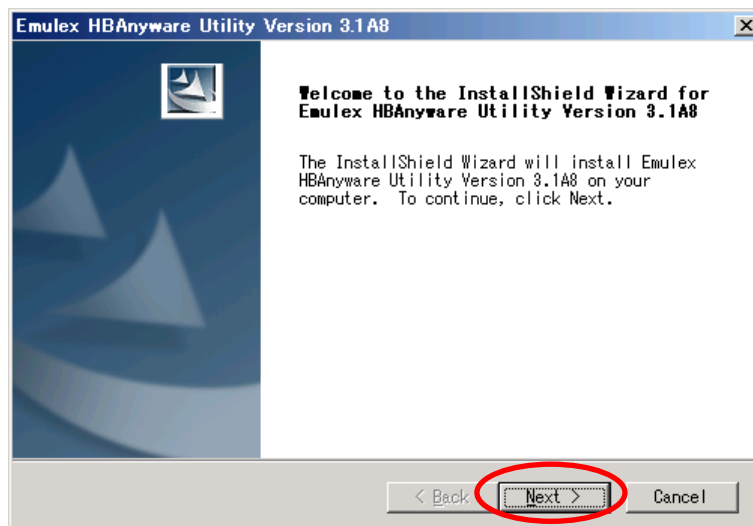 Emulex HBAnyware Utility Version 3.1A8
Welcome to the InstallShield Wizard for
Emulex HBAnyware Utility Version 3.1A8
The InstallShield Wizard will install Emulex
HBAnyware Utility Version 3.1A8 on your
computer.  To continue, click Next.
< Back
Next >
Cancel